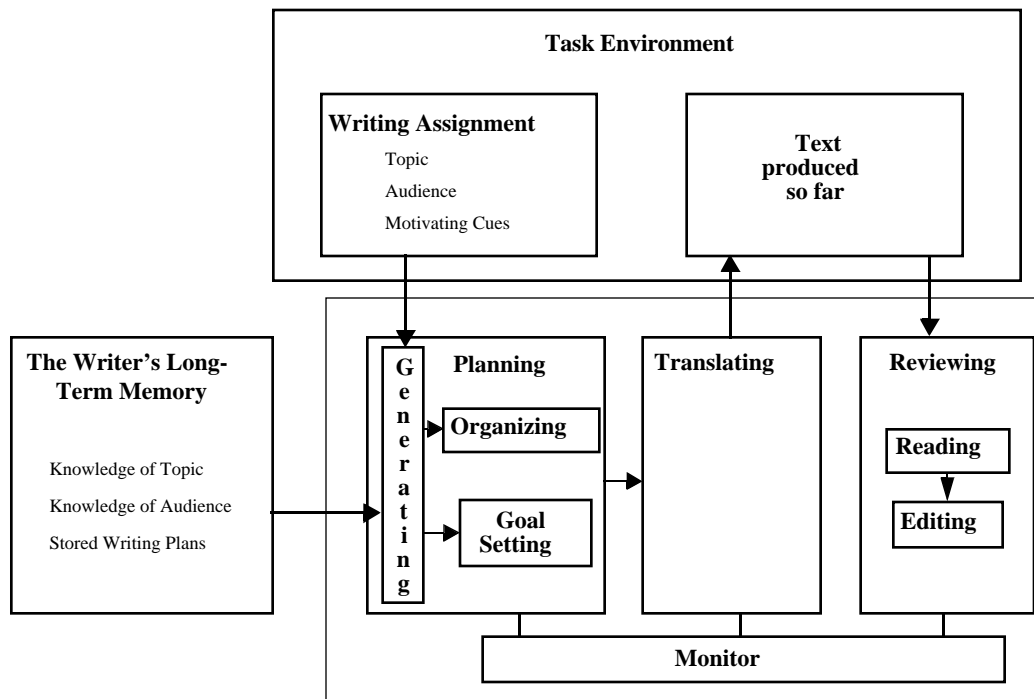 Task Environment
Writing Assignment
Topic
Audience
Motivating Cues
Text
produced
so far
The Writer’s Long-
Term Memory
Knowledge of Topic
Knowledge of Audience
Stored Writing Plans
Planning
Generating
Organizing
Goal
Setting
Translating
Reviewing
Reading
Editing
Monitor